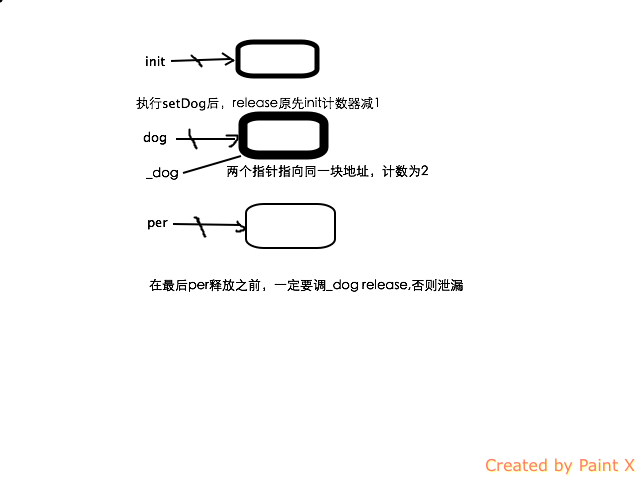 init
执行setDog后，release原先init计数器减1
dog
_dog
两个指针指向同一块地址，计数为2
per
在最后per释放之前，一定要调_dog release,否则泄漏
Created by Paint X